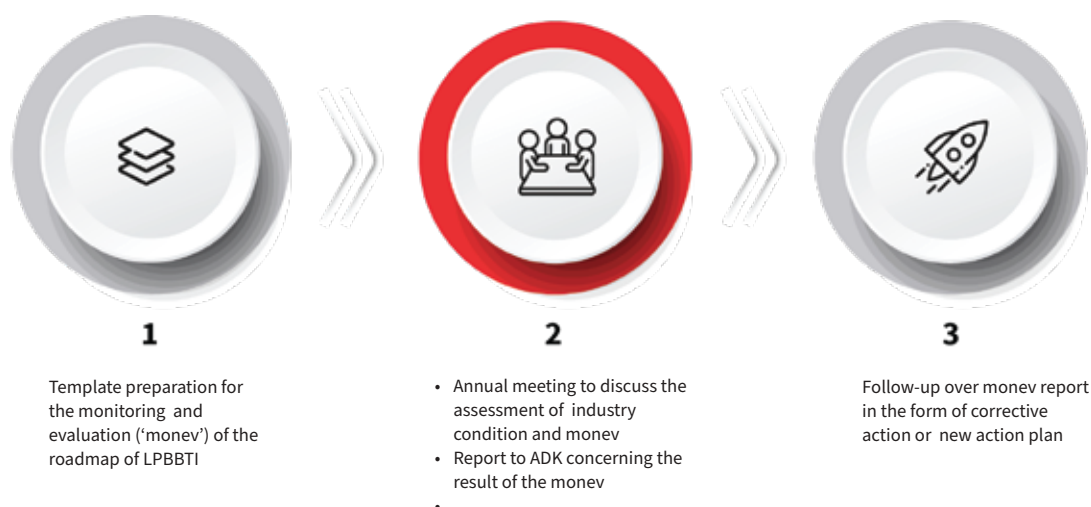 1
Template preparation for
the monitoring and
evaluation (‘monev’) of the
roadmap of LPBBTI
2
• Annual meeting to discuss the
assessment of industry
condition and monev
• Report to ADK concerning the
result of the monev
•
3
Follow-up over monev report
in the form of corrective
action or new action plan